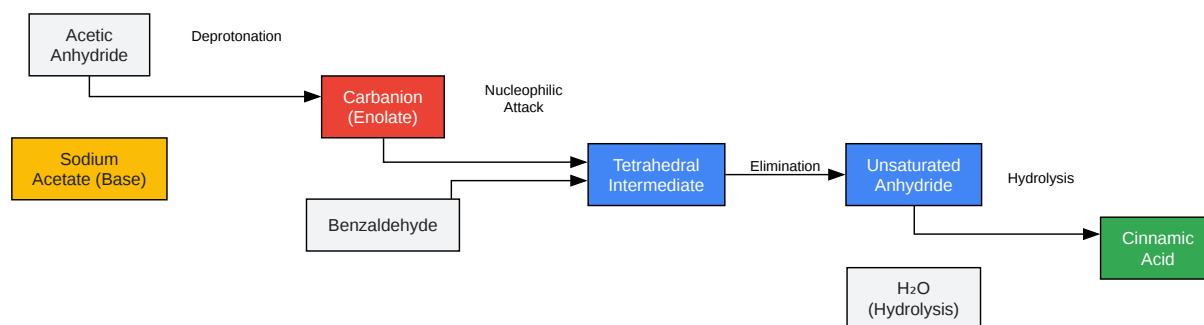 Acetic
Anhydride
Deprotonation
Sodium
Acetate (Base)
Carbanion
(Enolate)
Nucleophilic
Attack
Benzaldehyde
Tetrahedral
Intermediate
Elimination
Unsaturated
Anhydride
Hydrolysis
H₂O
(Hydrolysis)
Cinnamic
Acid